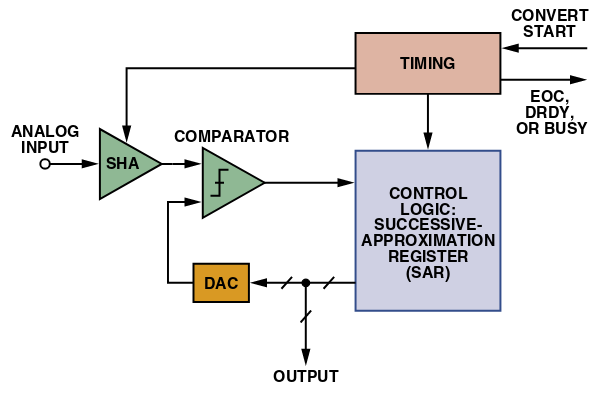 CONVERT
START
TIMING
EOC,
DRDY,
OR BUSY
ANALOG
INPUT
SHA
COMPARATOR
CONTROL
LOGIC:
SUCCESSIVE-
APPROXIMATION
REGISTER
(SAR)
DAC
OUTPUT